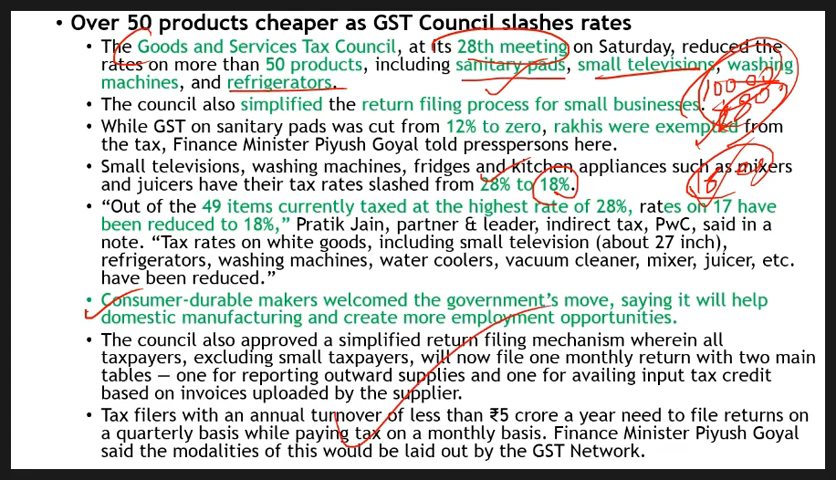 • Over 50 products cheaper as GST Council slashes rates
• The Goods and Services Tax Council, at its 28th meeting on Saturday, reduced the
rates on more than 50 products, including sanitary pads, small televisions, washing
machines, and refrigerators.
• The council also simplified the return filing process for small businesses.
• While GST on sanitary pads was cut from 12% to zero, rakhis were exempted from
the tax, Finance Minister Piyush Goyal told presspersons here.
• Small televisions, washing machines, fridges and kitchen appliances such as mixers
and juicers have their tax rates slashed from 28% to 18%.
• “Out of the 49 items currently taxed at the highest rate of 28%, rates on 17 have
been reduced to 18%,” Pratik Jain, partner & leader, indirect tax, PwC, said in a
note. “Tax rates on white goods, including small television (about 27 inch),
refrigerators, washing machines, water coolers, vacuum cleaner, mixer, juicer, etc.
have been reduced.”
• Consumer-durable makers welcomed the government’s move, saying it will help
domestic manufacturing and create more employment opportunities.
• The council also approved a simplified return filing mechanism wherein all
taxpayers, excluding small taxpayers, will now file one monthly return with two main
tables — one for reporting outward supplies and one for availing input tax credit
based on invoices uploaded by the supplier.
• Tax filers with an annual turnover of less than ₹5 crore a year need to file returns on
a quarterly basis while paying tax on a monthly basis. Finance Minister Piyush Goyal
said the modalities of this would be laid out by the GST Network.